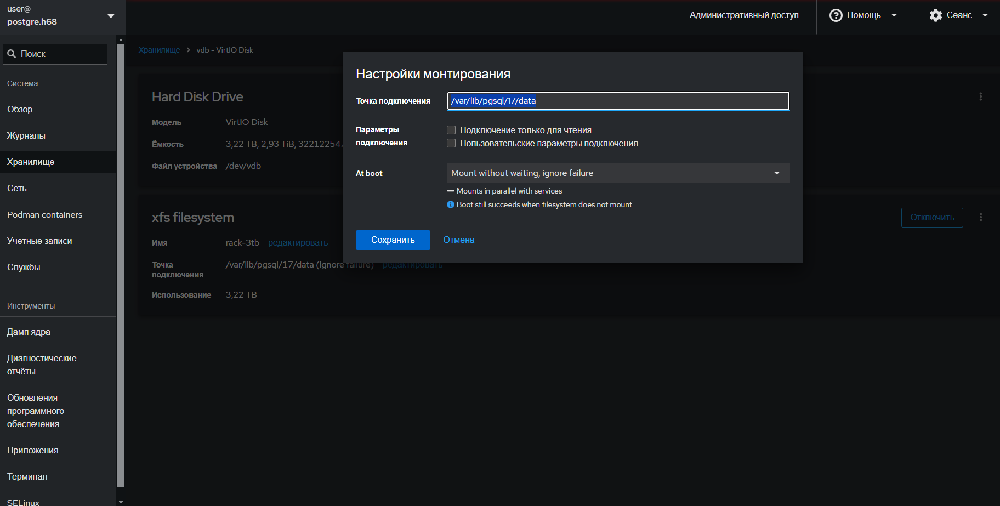 user@
postgre.h68
Административный доступ
Помощь
Сеанс
Поиск
Система
Обзор
Журналы
Хранилище
Сеть
Podman containers
Учётные записи
Службы
Инструменты
Дамп ядра
Диагностические
отчёты
Обновления
программного
обеспечения
Приложения
Терминал
SELinux
Хранилище > vdb - VirtIO Disk
Hard Disk Drive
Модель VirtIO Disk
Ёмкость 3,22 TB, 2,93 TiB, 322122547
Файл устройства /dev/vdb
xfs filesystem
Отключить
Имя rack-3tb редактировать
Точка
подключения
/var/lib/pgsql/17/data (ignore failure) редактировать
Использование 3,22 TB
Настройки монтирования
Точка подключения /var/lib/pgsql/17/data
Параметры
подключения
Подключение только для чтения
Пользовательские параметры подключения
At boot Mount without waiting, ignore failure
Mounts in parallel with services
Boot still succeeds when filesystem does not mount
Сохранить Отмена